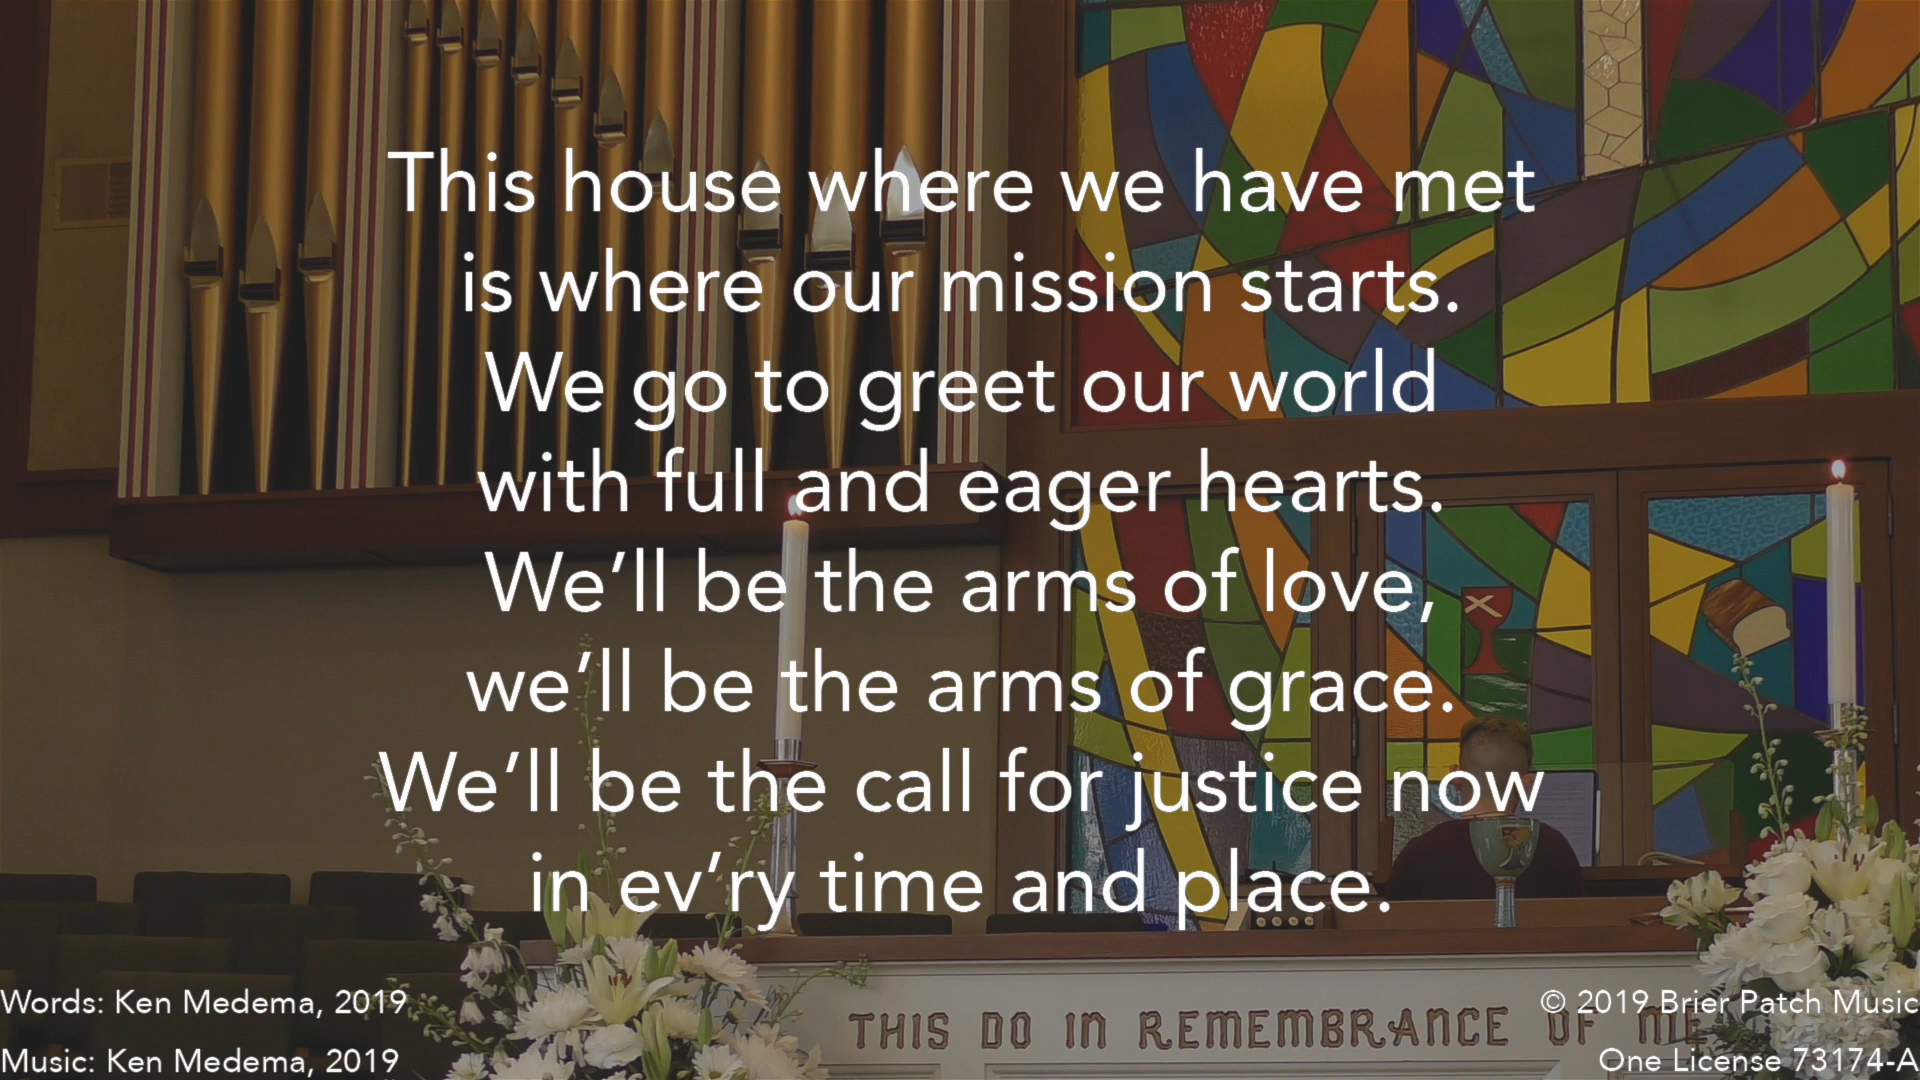 This house where we have met
is where our mission starts.
We go to greet our world
with full and eager hearts.
We’ll be the arms of love,
we’ll be the arms of grace.
We’ll be the call for justice now
in ev’ry time and place.
Words: Ken Medema, 2019
Music: Ken Medema, 2019
© 2019 Brier Patch Music
One License 73174-A
THIS DO IN REMEMBRANCE OF ME